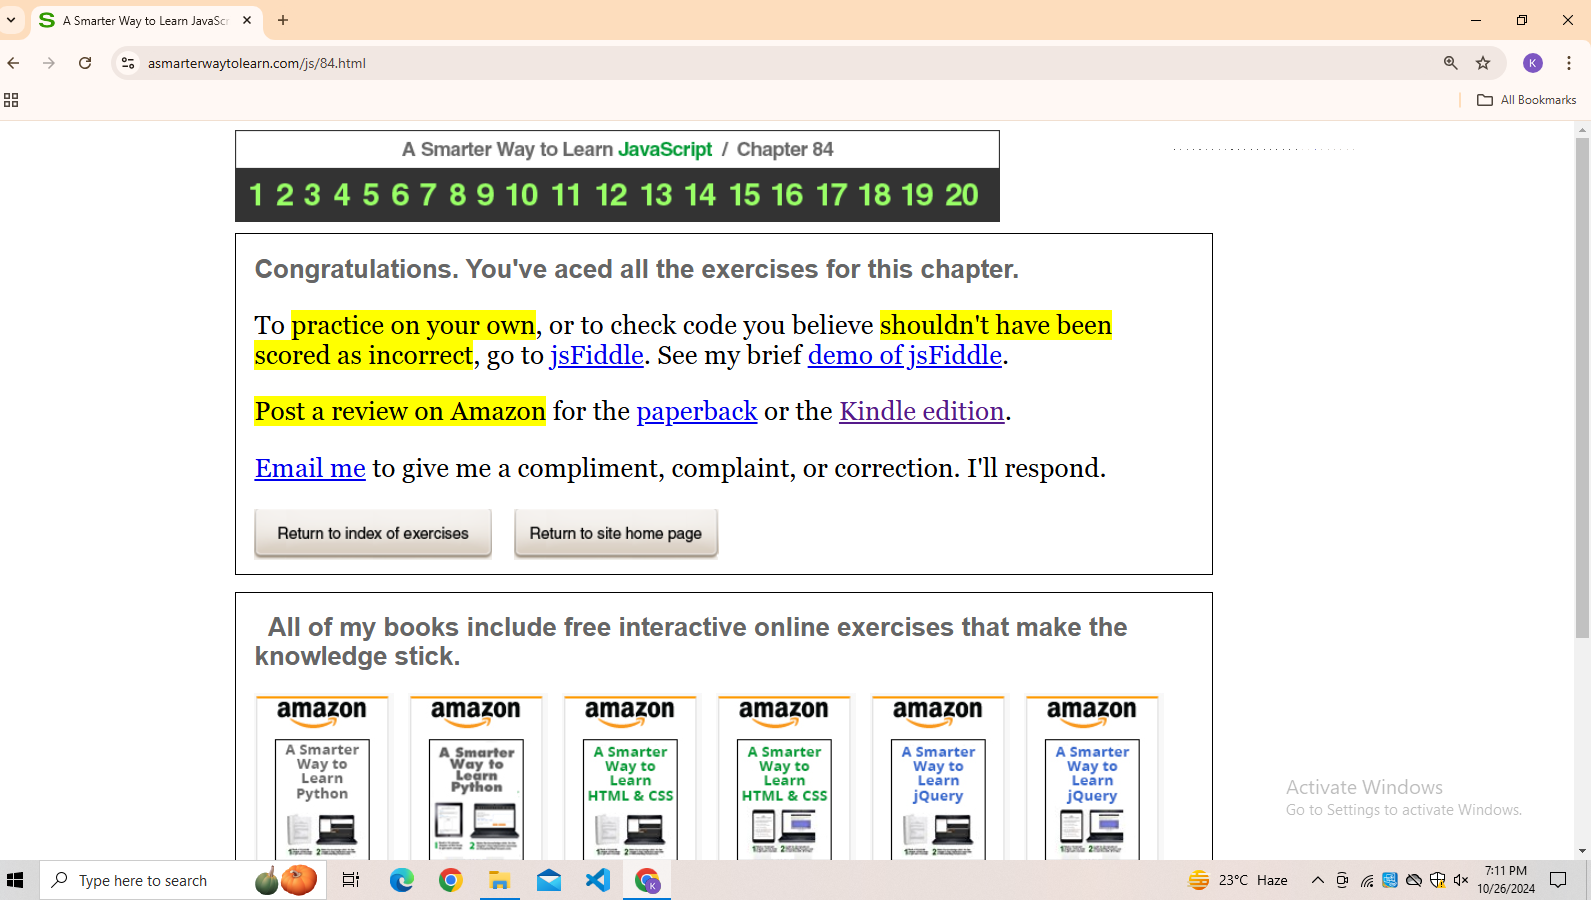 A Smarter Way to Learn JavaScr
asmarterwaytolearn.com/js/84.html
K
All Bookmarks
A Smarter Way to Learn JavaScript / Chapter 84
1 2 3 4 5 6 7 8 9 10 11 12 13 14 15 16 17 18 19 20
Congratulations. You've aced all the exercises for this chapter.
To practice on your own, or to check code you believe shouldn't have been
scored as incorrect, go to jsFiddle. See my brief demo of jsFiddle.
Post a review on Amazon for the paperback or the Kindle edition.
Email me to give me a compliment, complaint, or correction. I'll respond.
Return to index of exercises
Return to site home page
All of my books include free interactive online exercises that make the
knowledge stick.
amazon
A Smarter
Way to
Learn
Python
amazon
A Smarter
Way to
Learn
Python
amazon
A Smarter
Way to
Learn
HTML & CSS
amazon
A Smarter
Way to
Learn
HTML & CSS
amazon
A Smarter
Way to
Learn
jQuery
amazon
A Smarter
Way to
Learn
jQuery
Activate Windows
Go to Settings to activate Windows.
Type here to search
K
23°C Haze
7:11 PM
10/26/2024